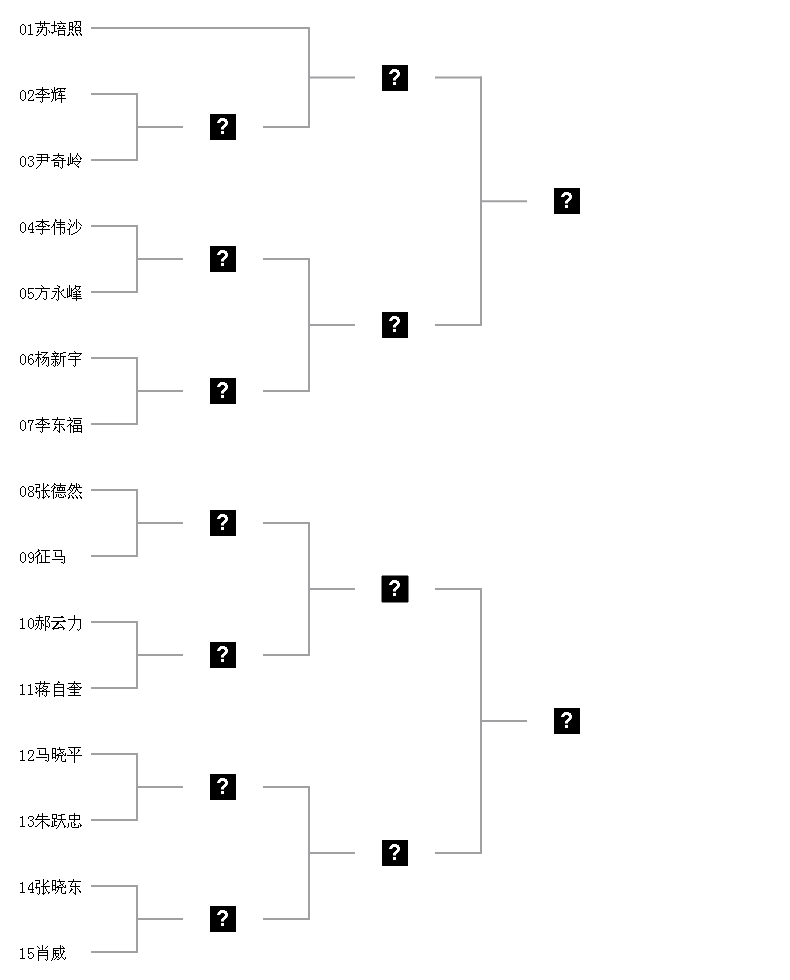 01苏培照
?
02李辉
?
03尹奇岭
?
04李伟沙
?
05方永峰
?
06杨新宇
?
07李东福
08张德然
?
09征马
?
10郝云力
?
11蒋自奎
?
12马晓平
?
13朱跃忠
?
14张晓东
?
15肖威